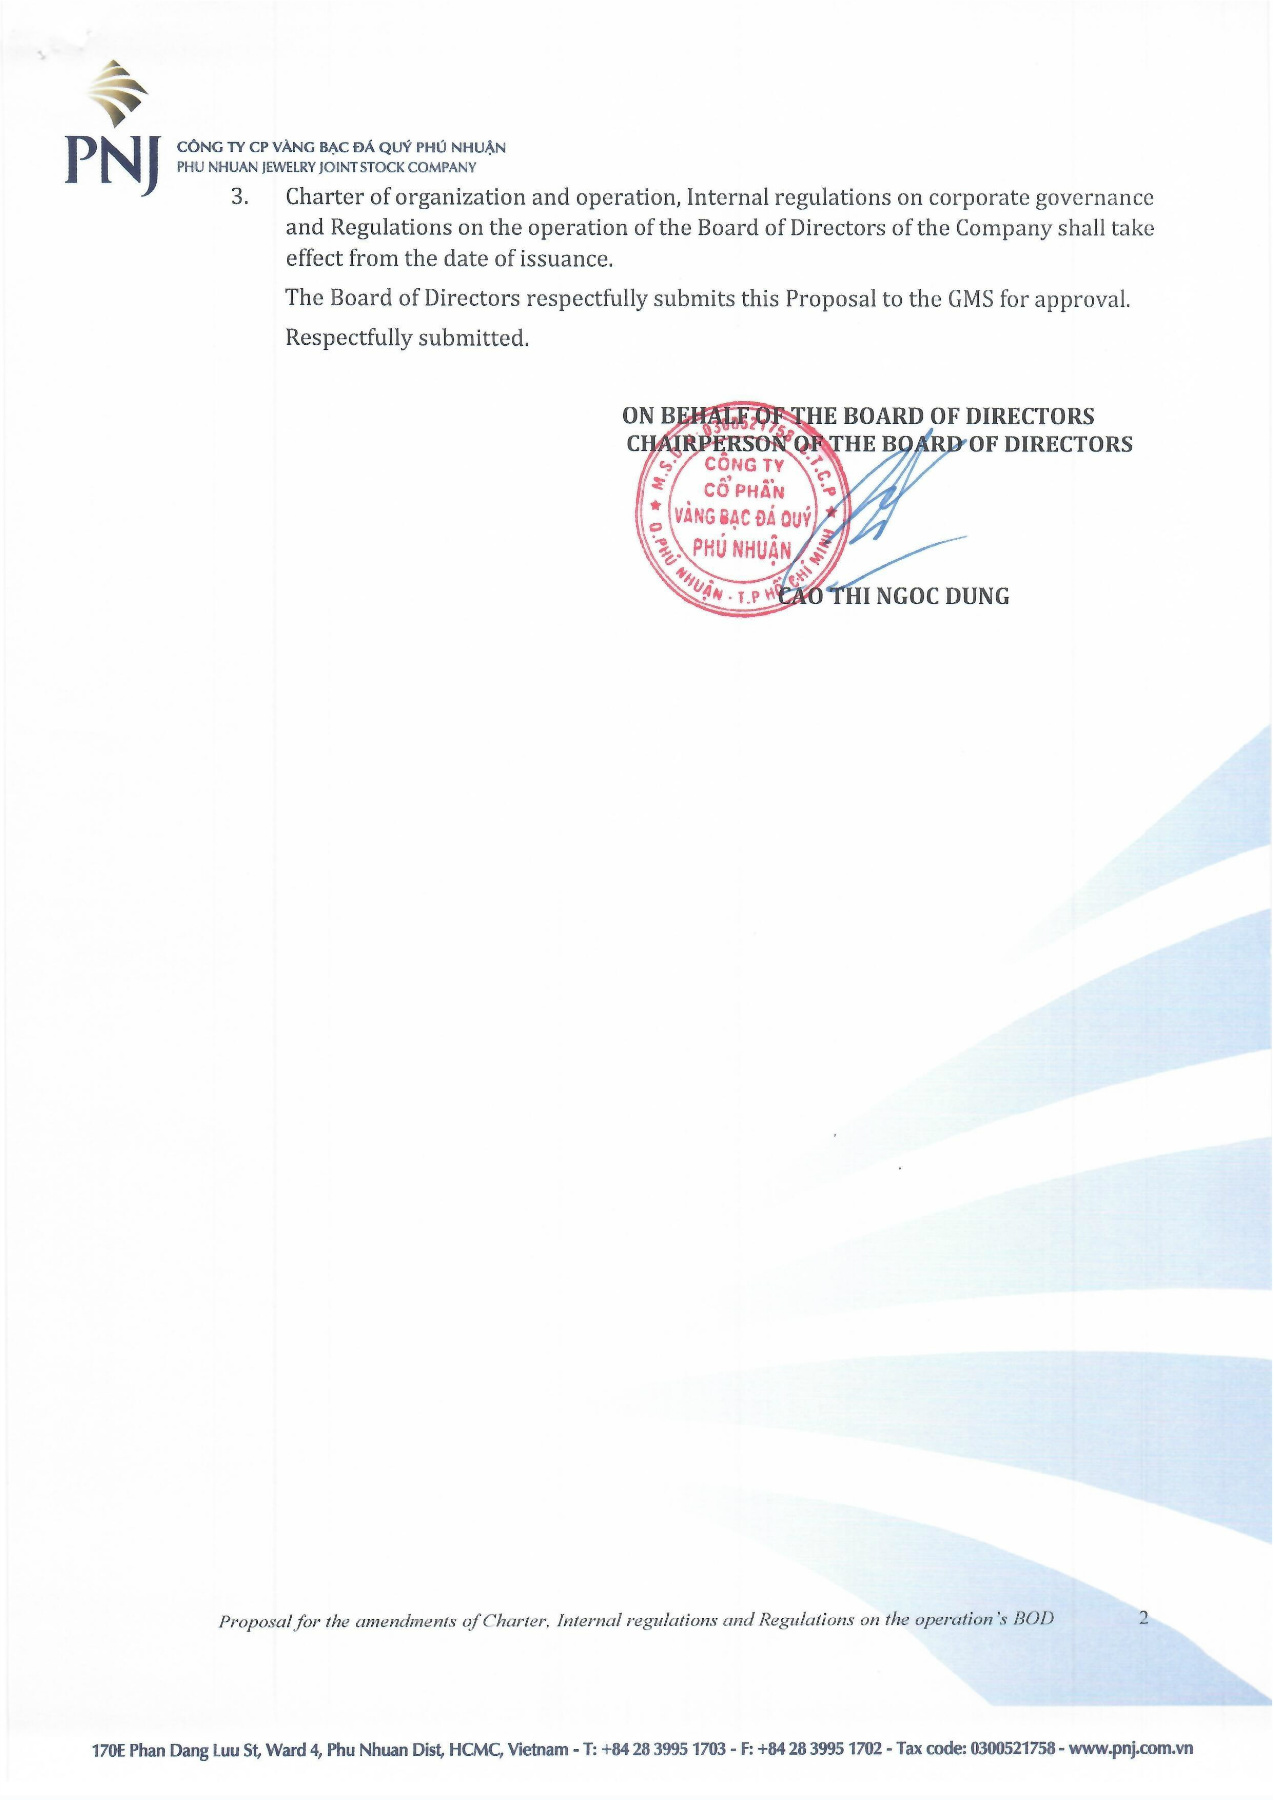 PNJ
CÔNG TY CP VÀNG BẠC ĐÁ QUÝ PHÚ NHUẬN
PHU NHUAN JEWELRY JOINT STOCK COMPANY
3. Charter of organization and operation, Internal regulations on corporate governance
and Regulations on the operation of the Board of Directors of the Company shall take
effect from the date of issuance.
The Board of Directors respectfully submits this Proposal to the GMS for approval.
Respectfully submitted.
ON BEHALF OF THE BOARD OF DIRECTORS
CHAIRPERSON OF THE BOARD OF DIRECTORS
M.S.D.N: 0300521758 C.T.C.P
CÔNG TY
CỔ PHẦN
VÀNG BẠC ĐÁ QUÝ
PHÚ NHUẬN
Q.PHÚ NHUẬN - T.P HỒ CHÍ MINH
CAO THI NGOC DUNG
Proposal for the amendments of Charter, Internal regulations and Regulations on the operation's BOD 2
170E Phan Dang Luu St, Ward 4, Phu Nhuan Dist, HCMC, Vietnam - T: +84 28 3995 1703 - F: +84 28 3995 1702 - Tax code: 0300521758 - www.pnj.com.vn